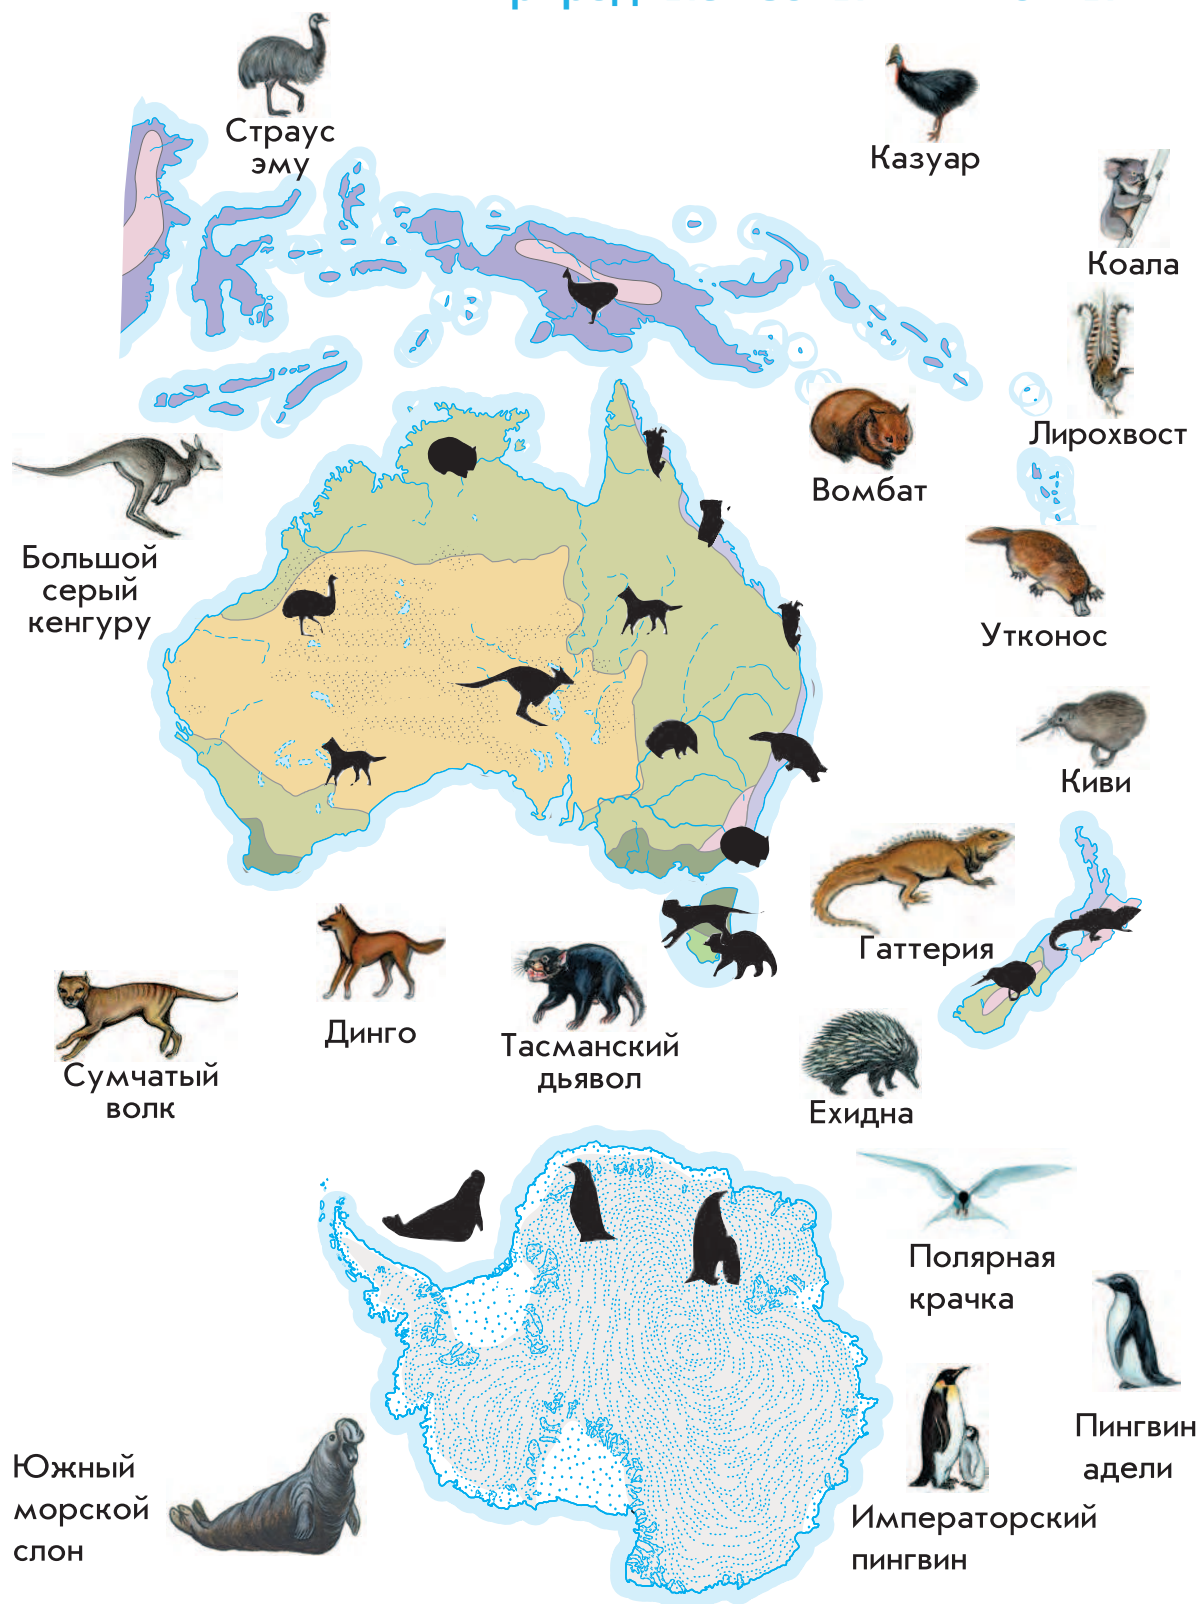 Страус
эму
Казуар
Коала
Лирохвост
Вомбат
Большой
серый
кенгуру
Утконос
Киви
Гаттерия
Динго
Тасманский
дьявол
Сумчатый
волк
Ехидна
Полярная
крачка
Пингвин
адели
Императорский
пингвин
Южный
морской
слон